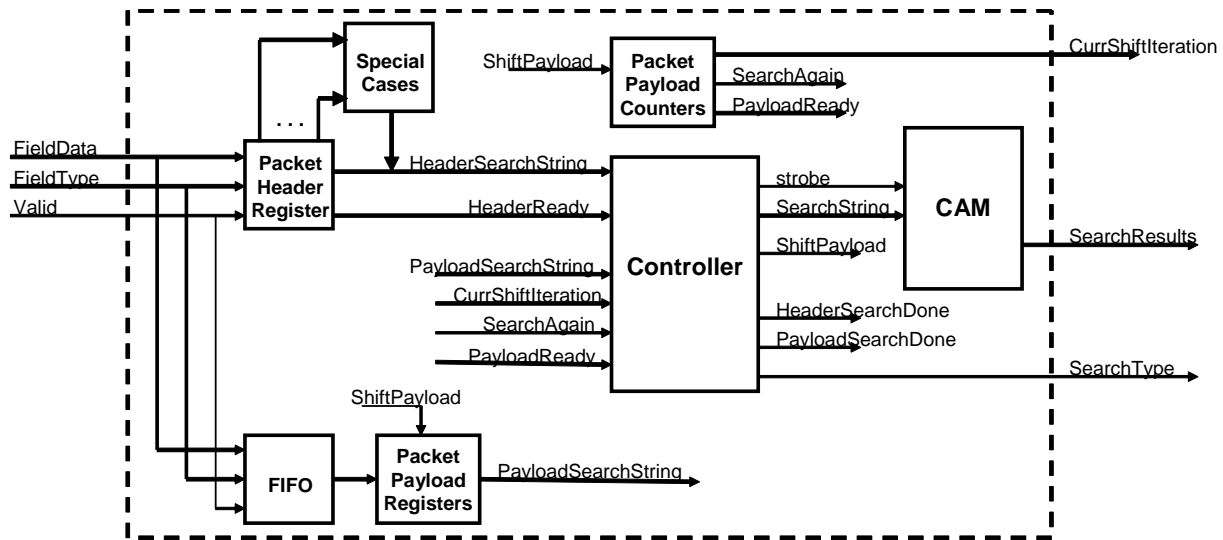 Special
Cases
. . .
ShiftPayload
Packet
Payload
Counters
CurrShiftIteration
SearchAgain
PayloadReady
FieldData
FieldType
Valid
Packet
Header
Register
HeaderSearchString
HeaderReady
PayloadSearchString
CurrShiftIteration
SearchAgain
PayloadReady
Controller
strobe
SearchString
ShiftPayload
HeaderSearchDone
PayloadSearchDone
CAM
SearchResults
SearchType
ShiftPayload
FIFO
Packet
Payload
Registers
PayloadSearchString